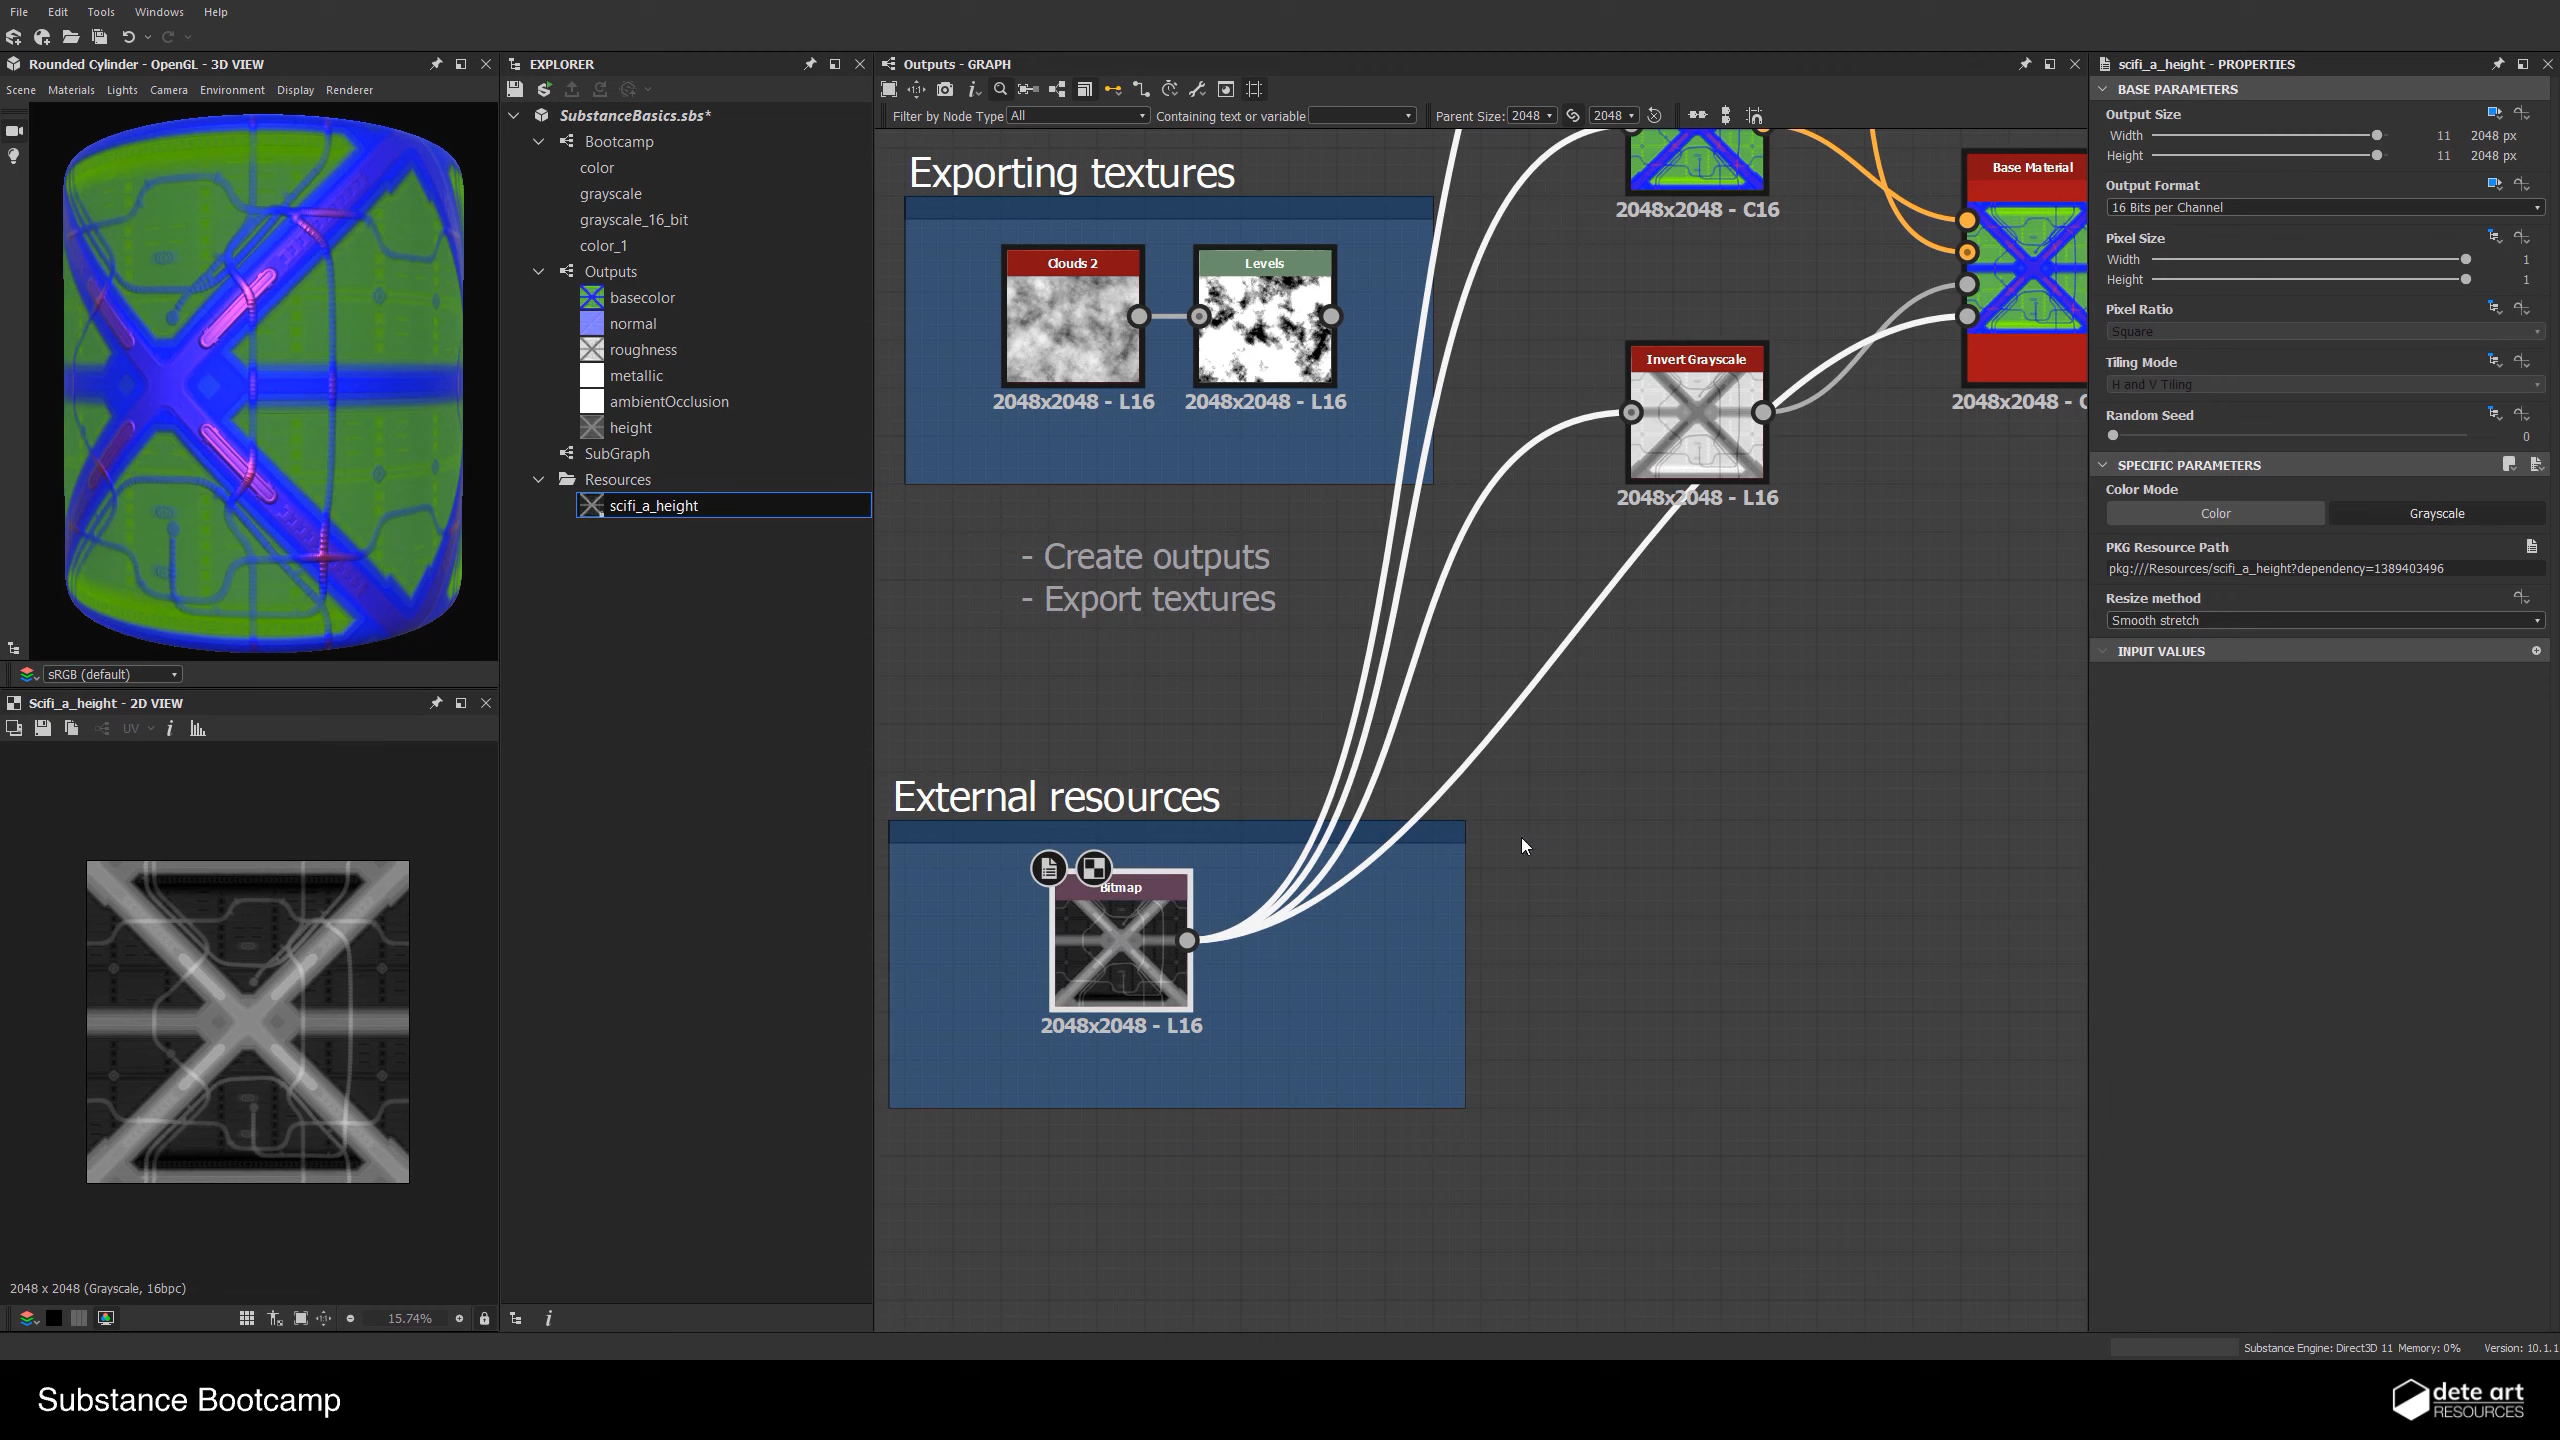 File Edit Tools Windows Help
Rounded Cylinder - OpenGL - 3D VIEW
Scene Materials Lights Camera Environment Display Renderer
sRGB (default)
Scifi_a_height - 2D VIEW
UV
2048 x 2048 (Grayscale, 16bpc)
15.74%
EXPLORER
SubstanceBasics.sbs*
Bootcamp
color
grayscale
grayscale_16_bit
color_1
Outputs
basecolor
normal
roughness
metallic
ambientOcclusion
height
SubGraph
Resources
scifi_a_height
Outputs - GRAPH
Filter by Node Type All Containing text or variable Parent Size: 2048 2048
Exporting textures
Clouds 2
2048x2048 - L16
Levels
2048x2048 - L16
- Create outputs
- Export textures
2048x2048 - C16
Base Material
2048x2048 - C
Invert Grayscale
2048x2048 - L16
External resources
Bitmap
2048x2048 - L16
scifi_a_height - PROPERTIES
BASE PARAMETERS
Output Size
Width 11 2048 px
Height 11 2048 px
Output Format
16 Bits per Channel
Pixel Size
Width 1
Height 1
Pixel Ratio
Square
Tiling Mode
H and V Tiling
Random Seed
0
SPECIFIC PARAMETERS
Color Mode
Color Grayscale
PKG Resource Path
pkg:///Resources/scifi_a_height?dependency=1389403496
Resize method
Smooth stretch
INPUT VALUES
Substance Engine: Direct3D 11 Memory: 0% Version: 10.1.1
Substance Bootcamp
dete art
RESOURCES